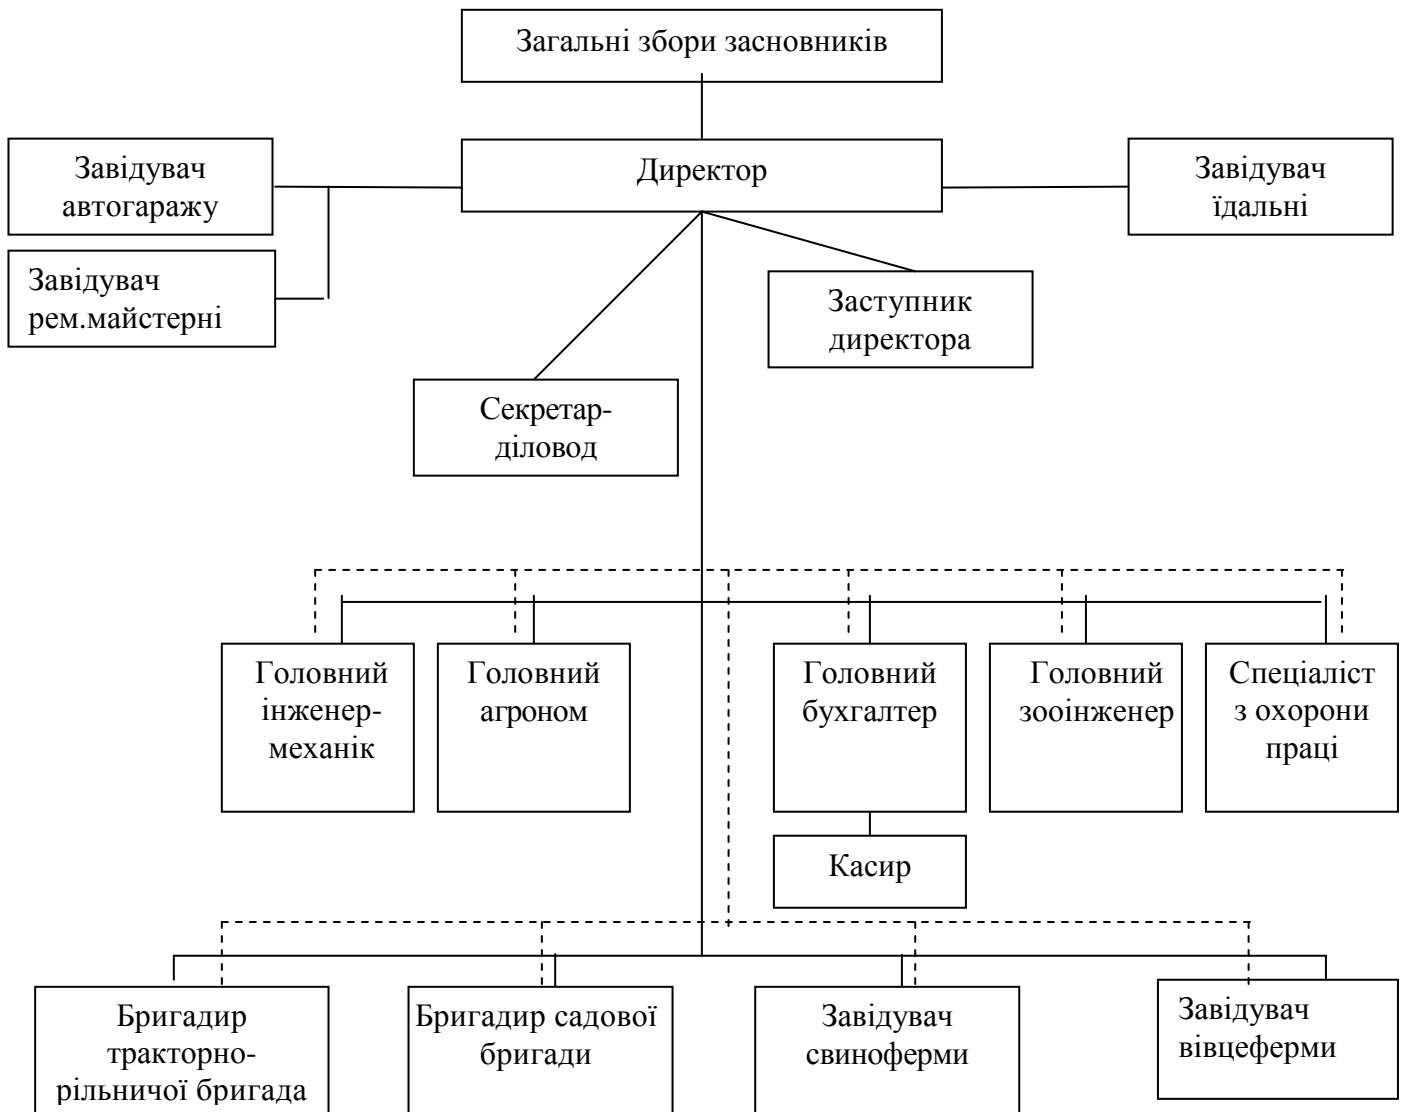 Загальні збори засновників
Директор
Завідувач
автогаражу
Завідувач
їдальні
Завідувач
рем.майстерні
Заступник
директора
Секретар-
діловод
Головний
інженер-
механік
Головний
агроном
Головний
бухгалтер
Головний
зооінженер
Спеціаліст
з охорони
праці
Касир
Бригадир
тракторно-
рільничої бригада
Бригадир садової
бригади
Завідувач
свиноферми
Завідувач
вівцеферми